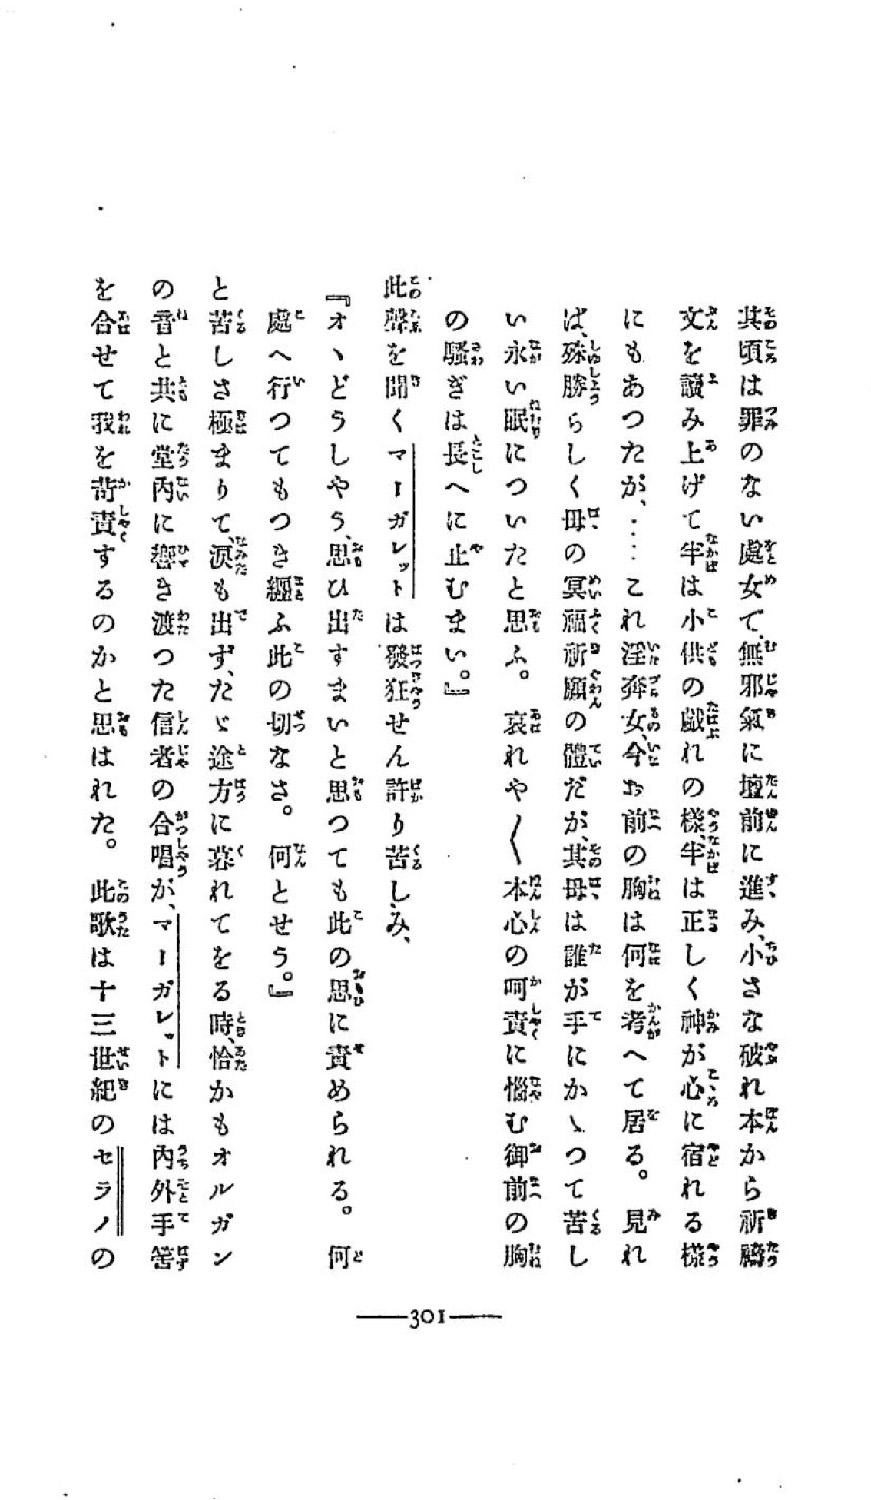 其頃は罪のない處女で、無邪氣に壇前に進み、小さな破れ本から祈禱
文を讀み上げて半は小供の戯れの樣、半は正しく神が心に宿れる樣
にもあつたが、‥‥これ淫奔女、今お前の胸は何を考へて居る。見れ
ば、殊勝らしく母の冥福祈願の體だが、其母は誰が手にかゝつて苦し
い永い眠についたと思ふ。哀れや〳〵本心の呵責に惱む御前の胸
の騷ぎは長へに止むまい。』
此聲を聞くマーガレットは發狂せん許り苦しみ、
『オヽどうしやう、思ひ出すまいと思つても此の思に責められる。何
處へ行つてもつき纒ふ此の切なさ。何とせう。』
と苦しさ極まりて、涙も出ず、たゞ途方に暮れてをる時、恰かもオルガン
の音と共に堂內に響き渡つた信者の合唱が、マーガレットには內外手筈
を合せて我を苛責するのかと思はれた。此歌は十三世紀のセラノの
301